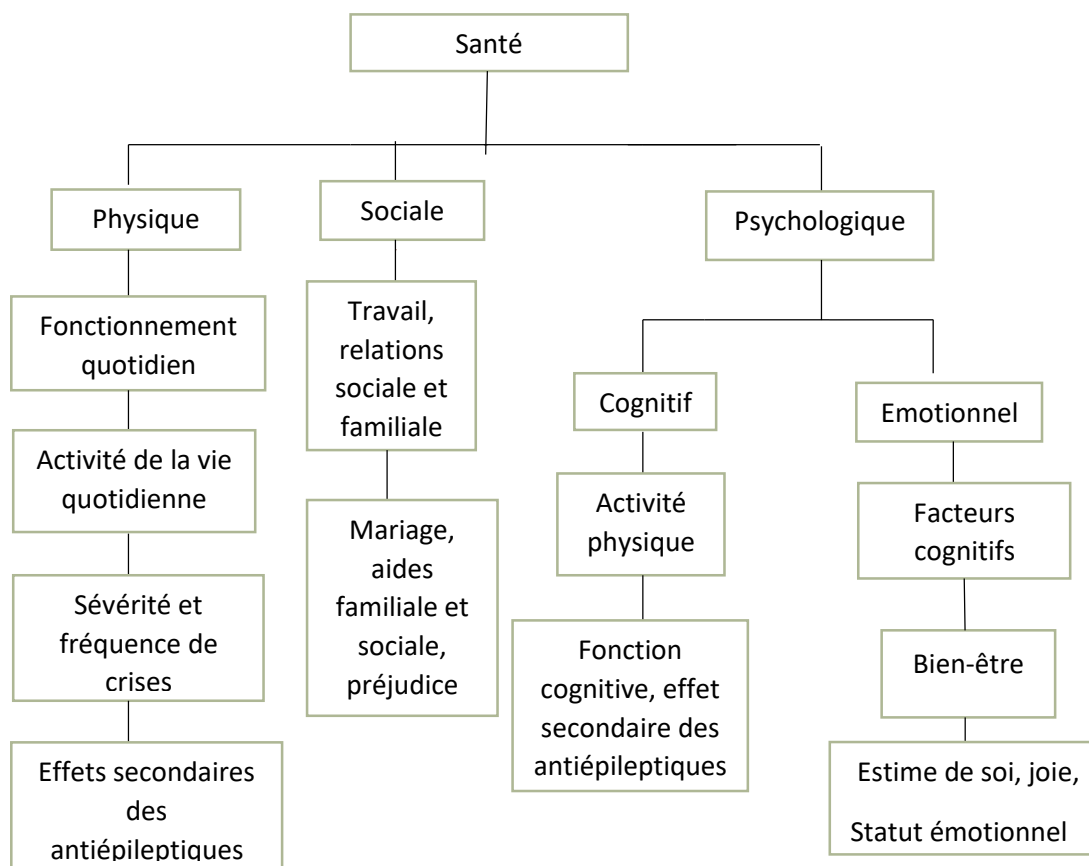 Santé
Physique
Sociale
Psychologique
Fonctionnement
quotidien
Travail,
relations
sociale et
familiale
Cognitif
Emotionnel
Activité de la vie
quotidienne
Mariage,
aides
familiale et
sociale,
préjudice
Activité
physique
Facteurs
cognitifs
Sévérité et
fréquence de
crises
Fonction
cognitive, effet
secondaire des
antiépileptiques
Bien-être
Effets secondaires
des
antiépileptiques
Estime de soi, joie,
Statut émotionnel